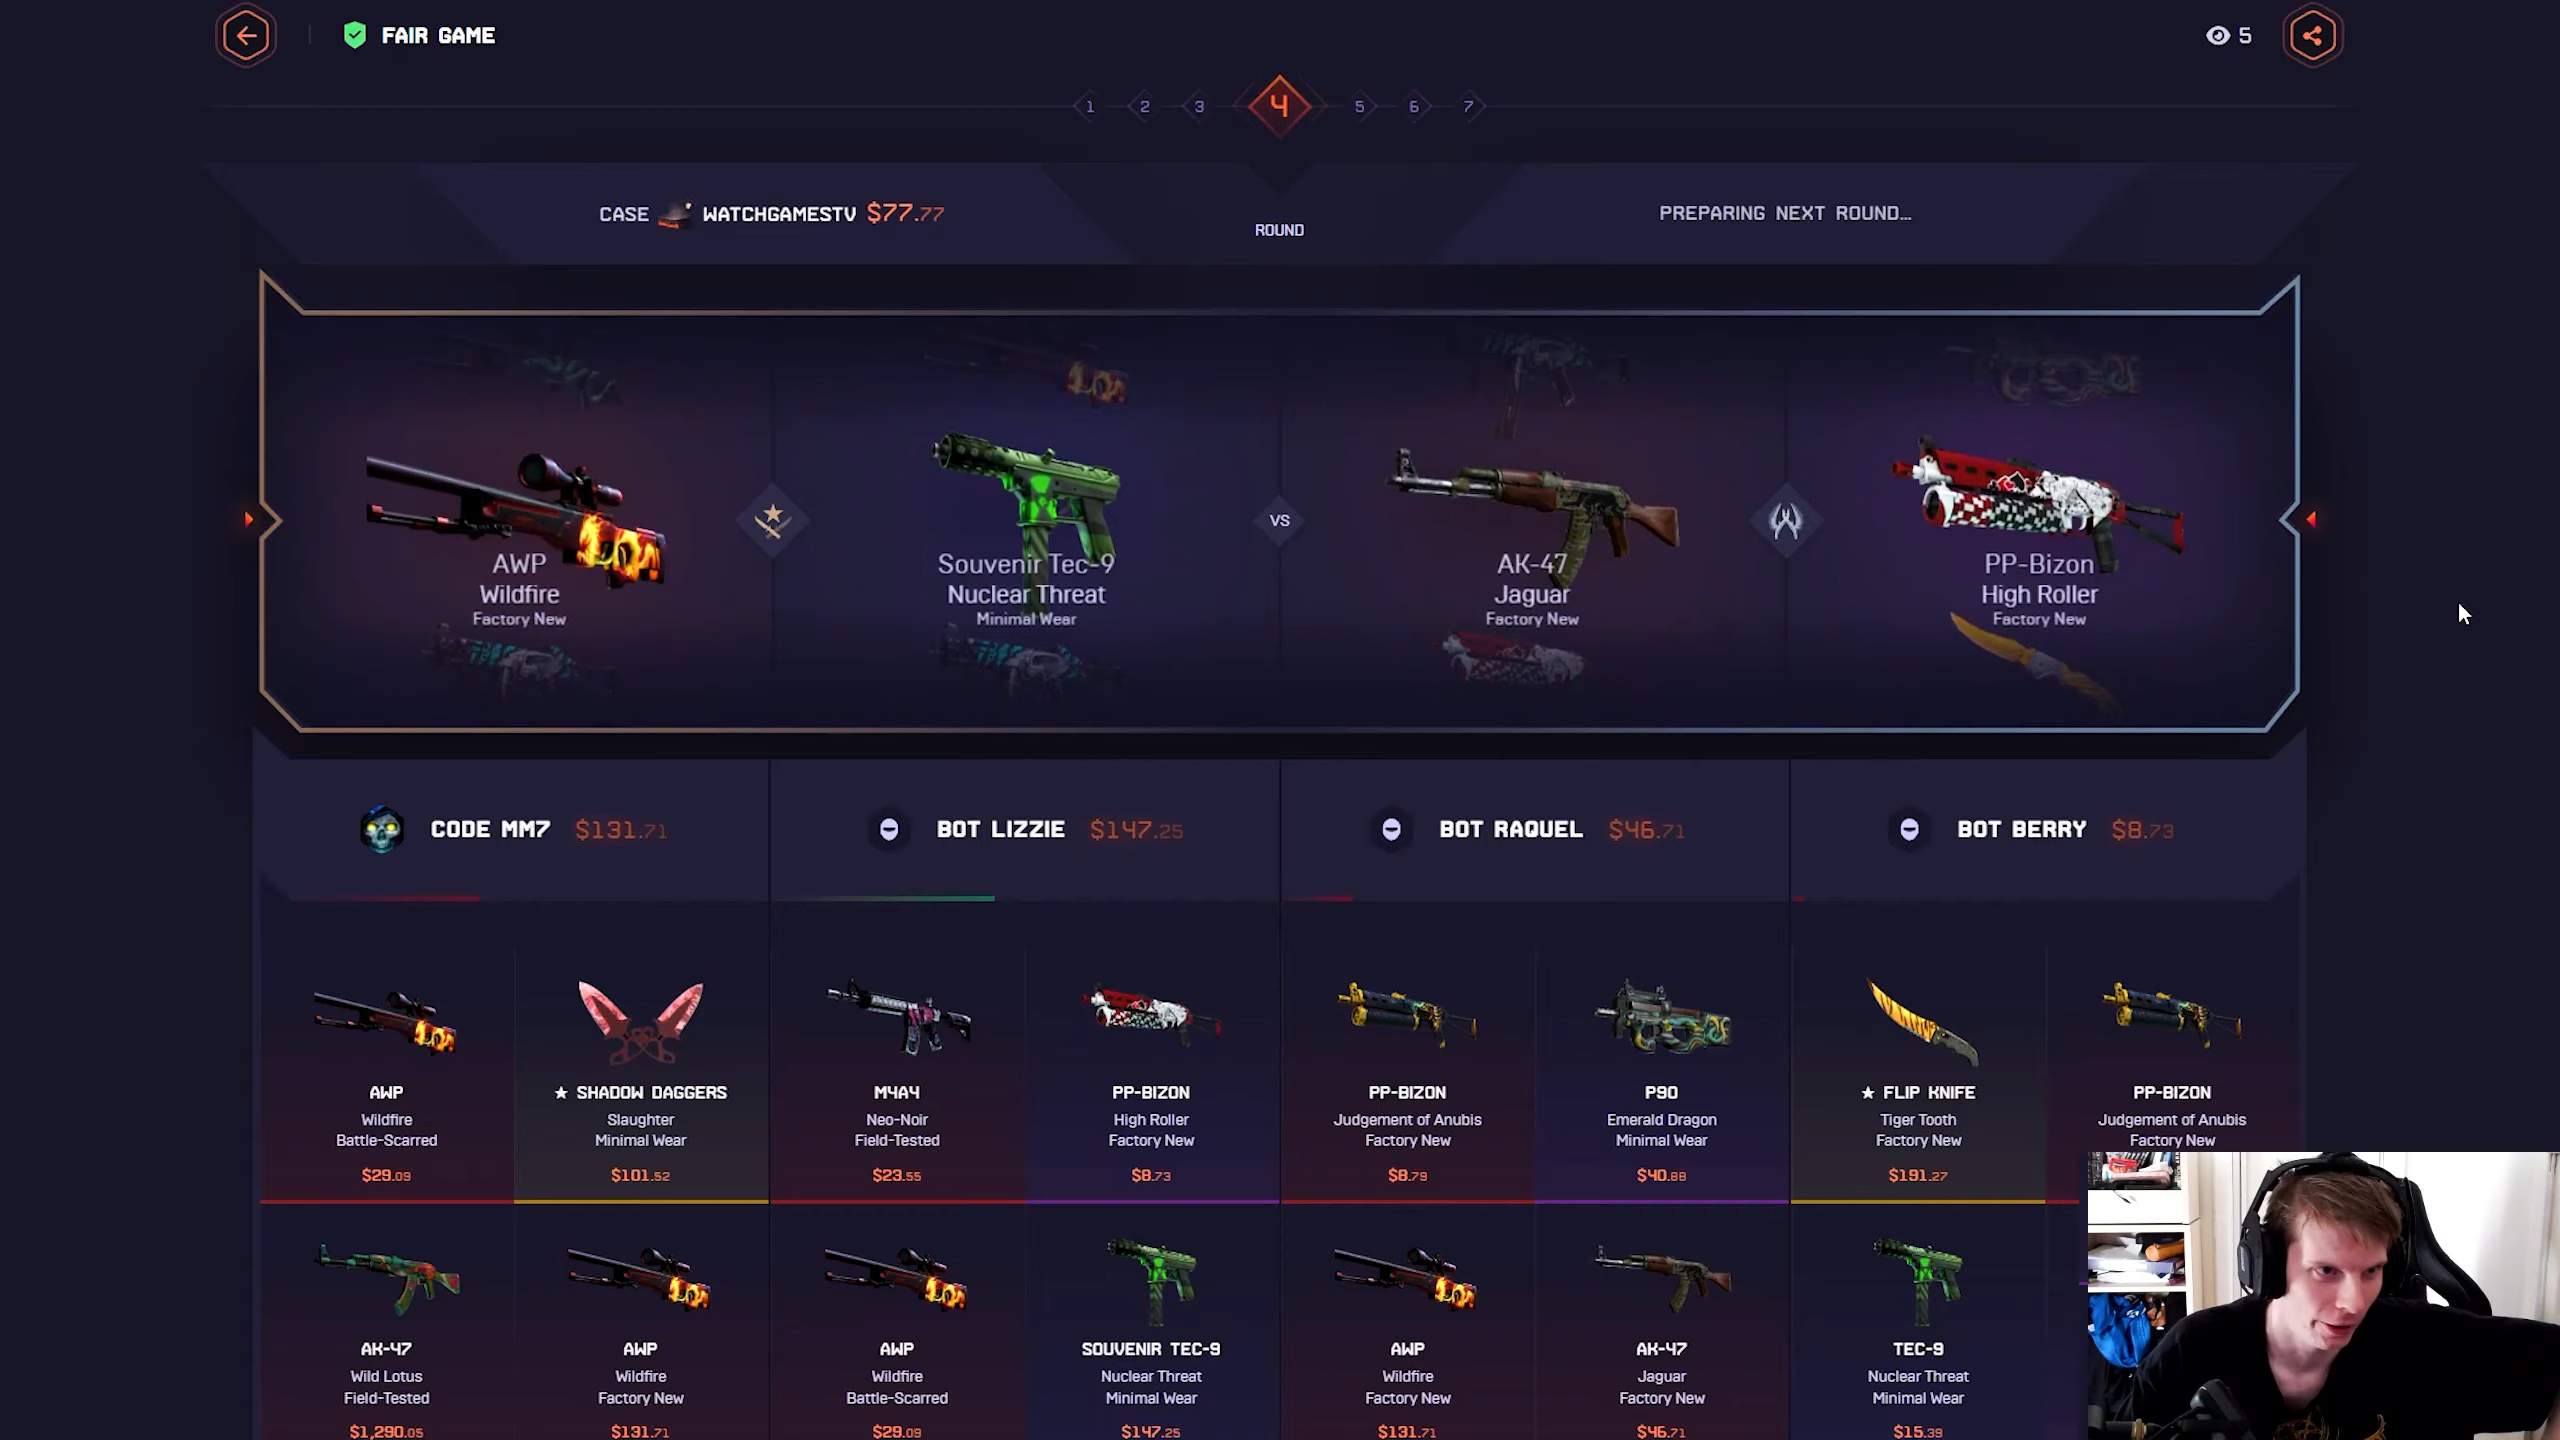 FAIR GAME
5
1 2 3 4 5 6 7
CASE WATCHGAMESTV $77.77
ROUND
PREPARING NEXT ROUND...
AWP
Wildfire
Factory New
Souvenir Tec-9
Nuclear Threat
Minimal Wear
VS
AK-47
Jaguar
Factory New
PP-Bizon
High Roller
Factory New
CODE MM7 $131.71
BOT LIZZIE $147.25
BOT RAQUEL $46.71
BOT BERRY $8.73
AWP
Wildfire
Battle-Scarred
$29.09
★ SHADOW DAGGERS
Slaughter
Minimal Wear
$101.52
M4A4
Neo-Noir
Field-Tested
$23.55
PP-BIZON
High Roller
Factory New
$8.73
PP-BIZON
Judgement of Anubis
Factory New
$8.79
P90
Emerald Dragon
Minimal Wear
$40.88
★ FLIP KNIFE
Tiger Tooth
Factory New
$191.27
PP-BIZON
Judgement of Anubis
Factory New
AK-47
Wild Lotus
Field-Tested
$1,290.05
AWP
Wildfire
Factory New
$131.71
AWP
Wildfire
Battle-Scarred
$29.09
SOUVENIR TEC-9
Nuclear Threat
Minimal Wear
$147.25
AWP
Wildfire
Factory New
$131.71
AK-47
Jaguar
Factory New
$46.71
TEC-9
Nuclear Threat
Minimal Wear
$15.39